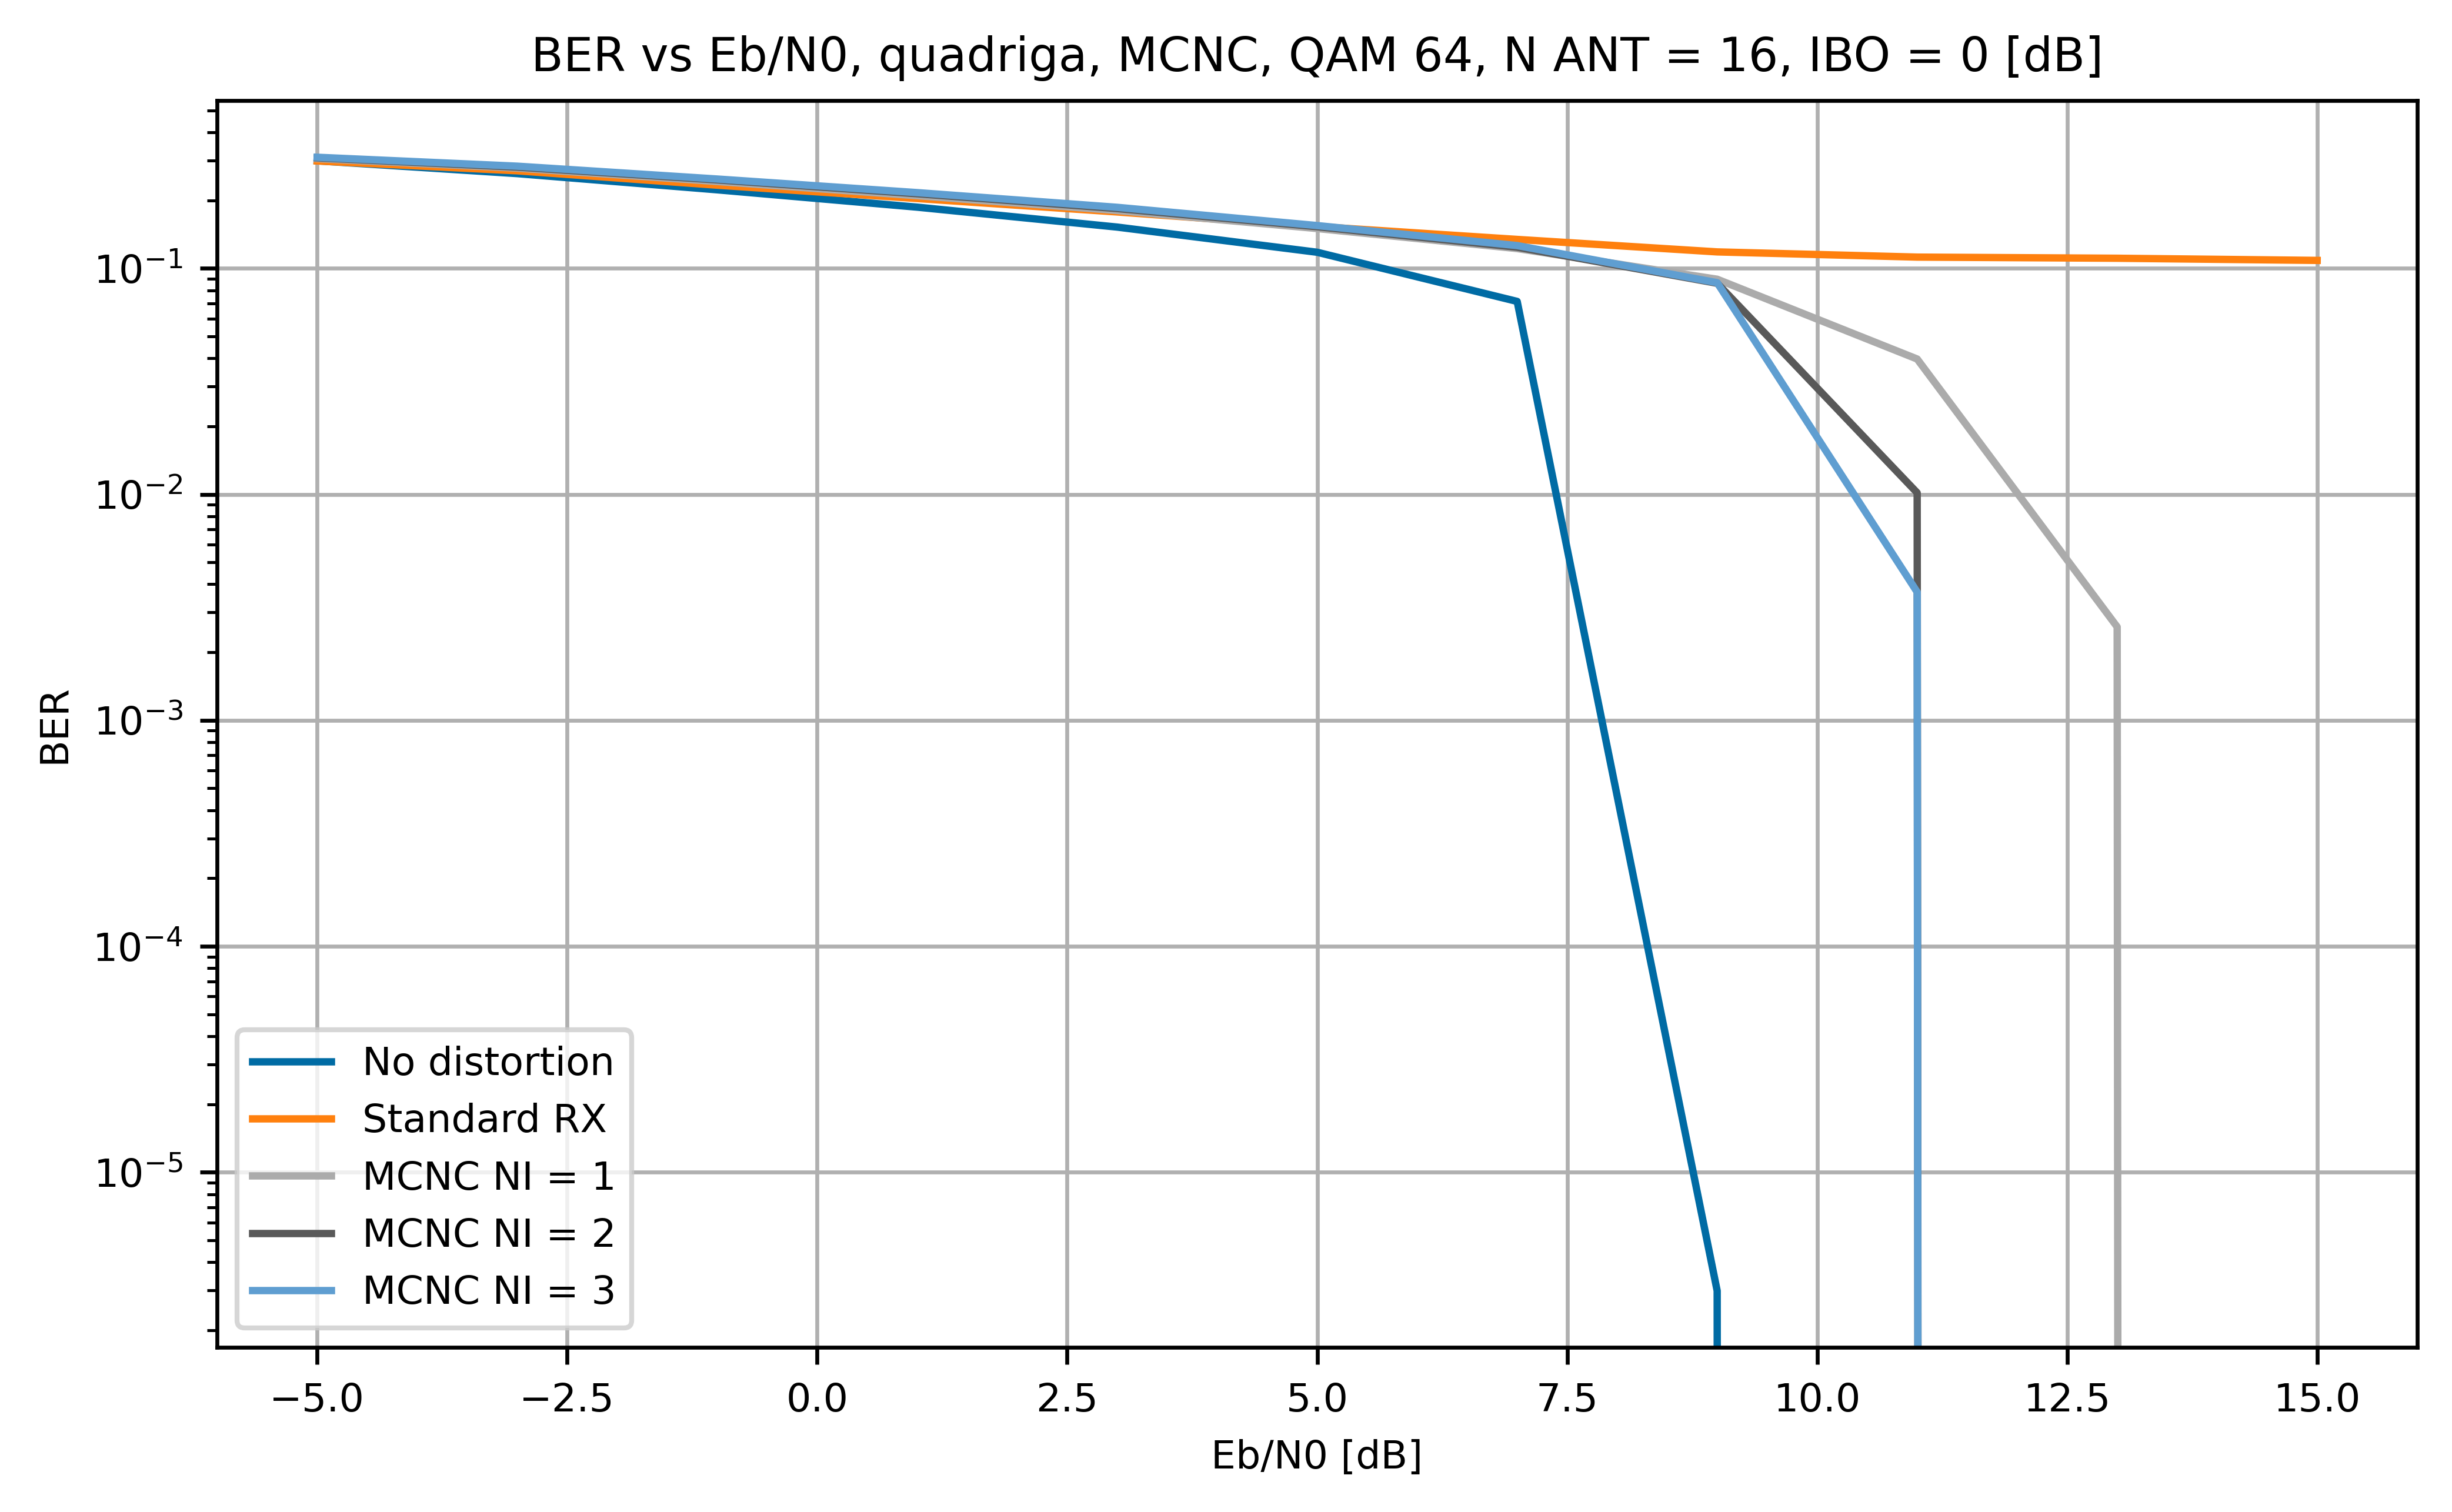 BER vs Eb/N0, quadriga, MCNC, QAM 64, N ANT = 16, IBO = 0 [dB]
BER
10⁻¹
10⁻²
10⁻³
10⁻⁴
10⁻⁵
No distortion
Standard RX
MCNC NI = 1
MCNC NI = 2
MCNC NI = 3
−5.0 −2.5 0.0 2.5 5.0 7.5 10.0 12.5 15.0
Eb/N0 [dB]